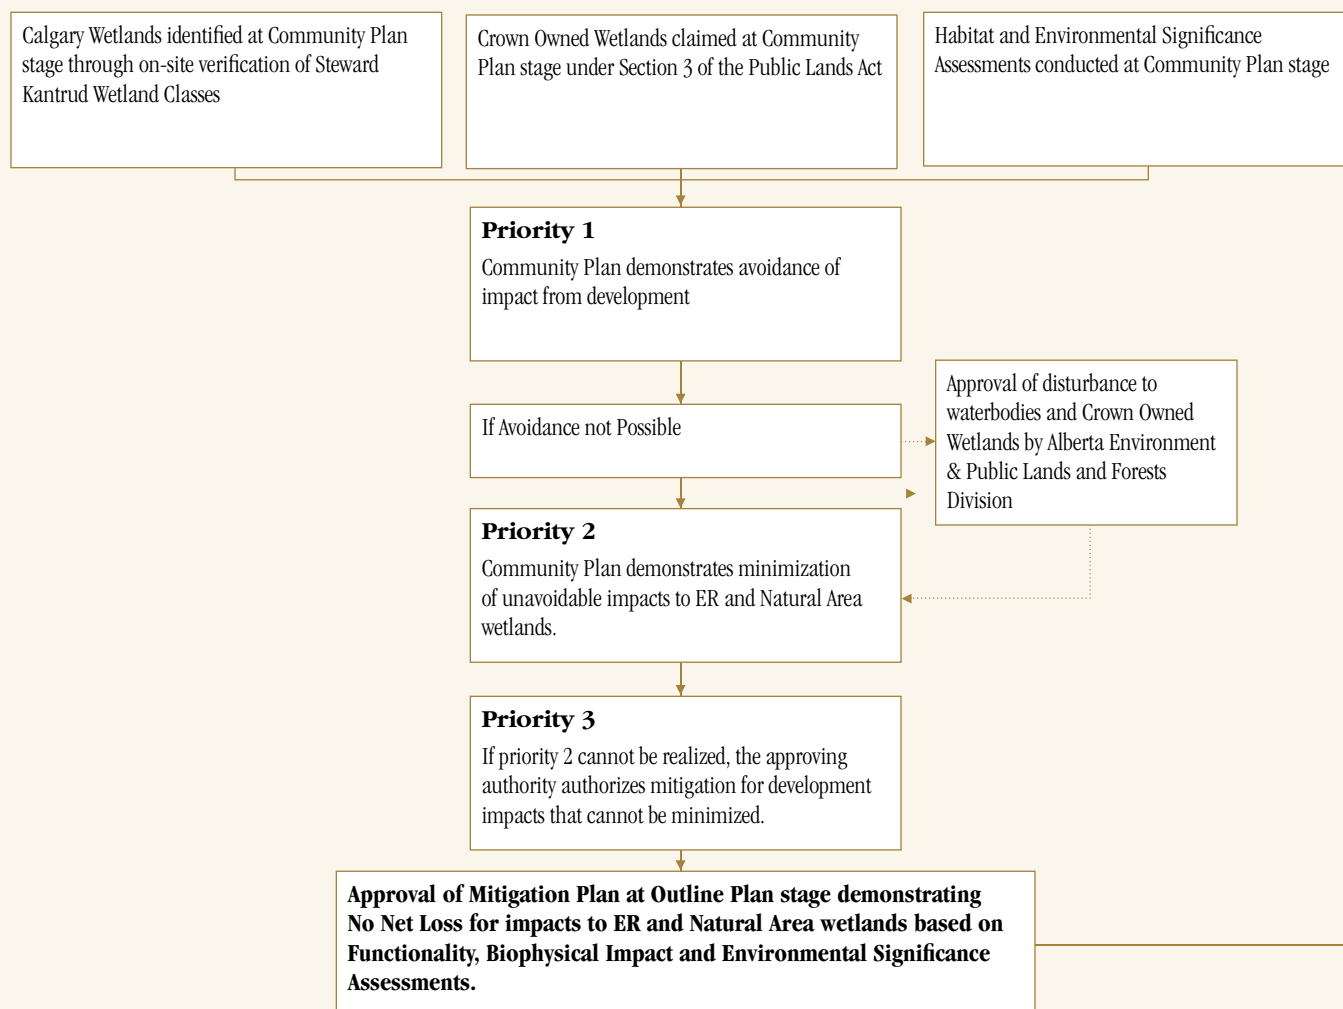 Calgary Wetlands identified at Community Plan
stage through on-site verification of Steward
Kantrud Wetland Classes
Crown Owned Wetlands claimed at Community
Plan stage under Section 3 of the Public Lands Act
Habitat and Environmental Significance
Assessments conducted at Community Plan stage
Priority 1
Community Plan demonstrates avoidance of
impact from development
If Avoidance not Possible
Approval of disturbance to
waterbodies and Crown Owned
Wetlands by Alberta Environment
& Public Lands and Forests
Division
Priority 2
Community Plan demonstrates minimization
of unavoidable impacts to ER and Natural Area
wetlands.
Priority 3
If priority 2 cannot be realized, the approving
authority authorizes mitigation for development
impacts that cannot be minimized.
Approval of Mitigation Plan at Outline Plan stage demonstrating
No Net Loss for impacts to ER and Natural Area wetlands based on
Functionality, Biophysical Impact and Environmental Significance
Assessments.